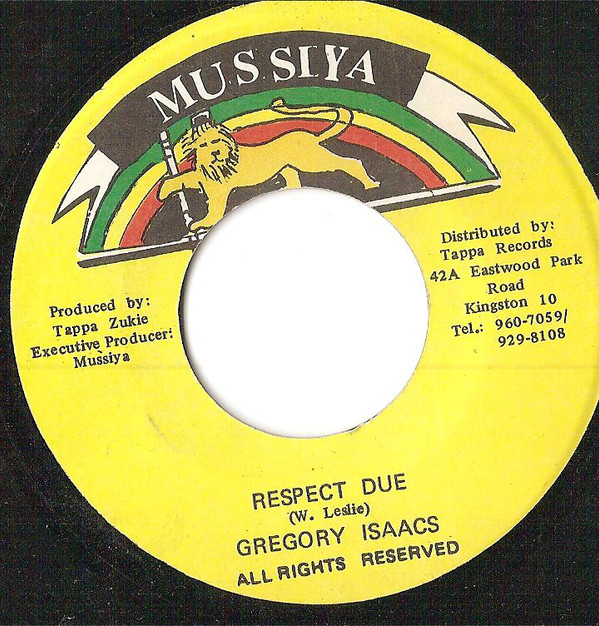 MUSSIYA
Produced by:
Tappa Zukie
Executive Producer:
Mussiya
Distributed by:
Tappa Records
42A Eastwood Park
Road
Kingston 10
Tel.: 960-7059/
929-8108
RESPECT DUE
(W. Leslie)
GREGORY ISAACS
ALL RIGHTS RESERVED